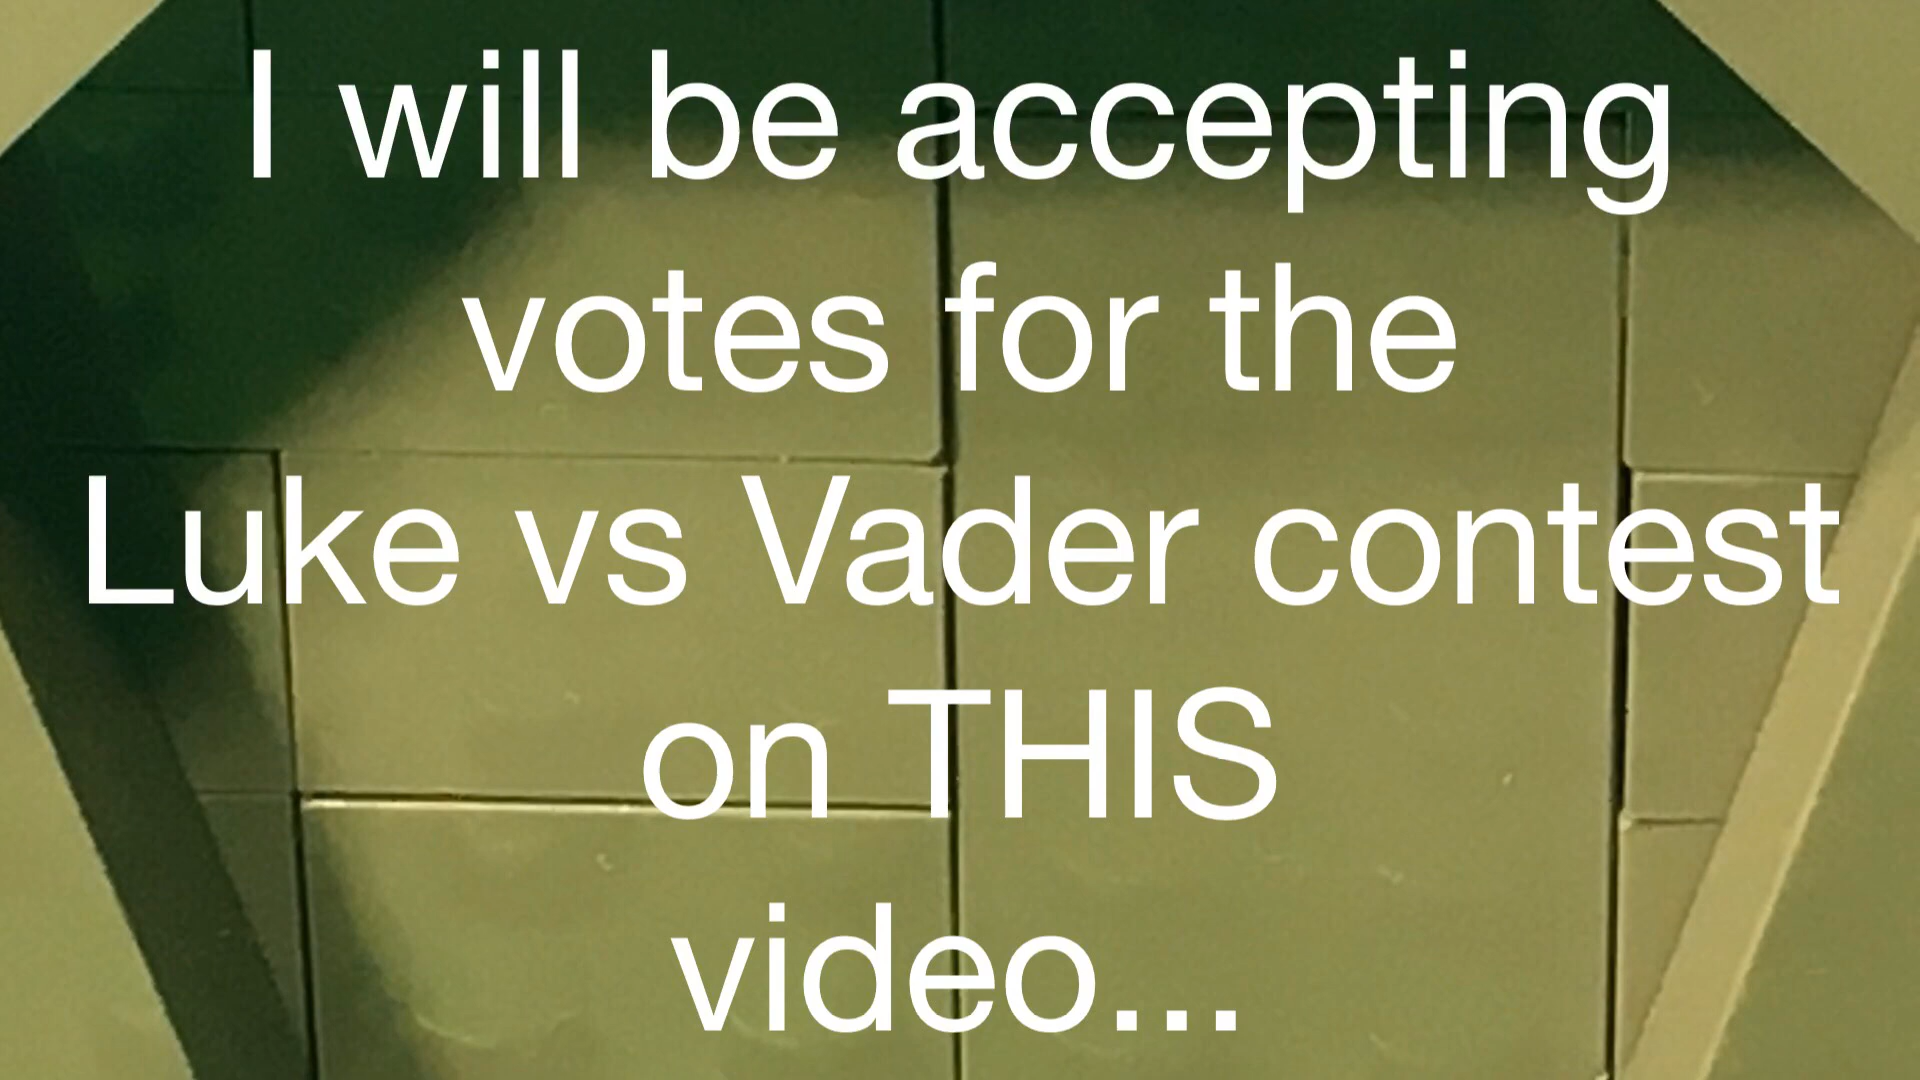 I will be accepting
votes for the
Luke vs Vader contest
on THIS
video...